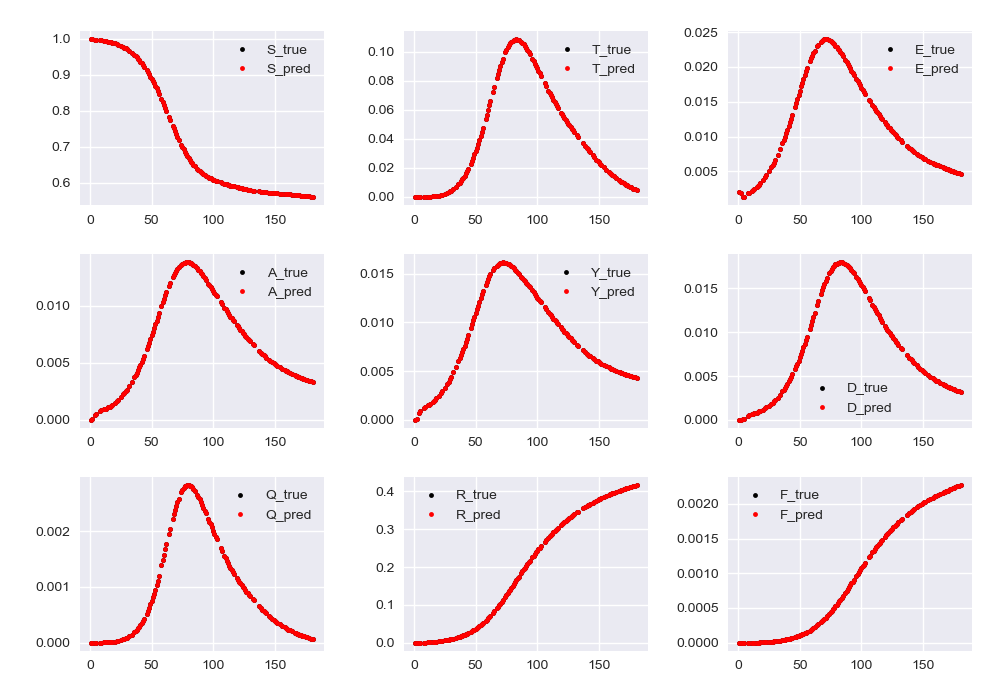 1.0
0.9
0.8
0.7
0.6
S_true
S_pred
0 50 100 150
0.10
0.08
0.06
0.04
0.02
0.00
T_true
T_pred
0 50 100 150
0.025
0.020
0.015
0.010
0.005
E_true
E_pred
0 50 100 150
0.010
0.005
0.000
A_true
A_pred
0 50 100 150
0.015
0.010
0.005
0.000
Y_true
Y_pred
0 50 100 150
0.015
0.010
0.005
0.000
D_true
D_pred
0 50 100 150
0.002
0.001
0.000
Q_true
Q_pred
0 50 100 150
0.4
0.3
0.2
0.1
0.0
R_true
R_pred
0 50 100 150
0.0020
0.0015
0.0010
0.0005
0.0000
F_true
F_pred
0 50 100 150